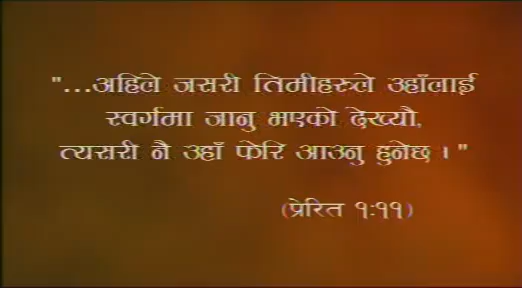 "...अहिले जसरी तिमीहरुले उहाँलाई
स्वर्गमा जानु भएको देख्यौ,
त्यसरी नै उहाँ फेरि आउनु हुनेछ । "
(प्रेरित १:११)